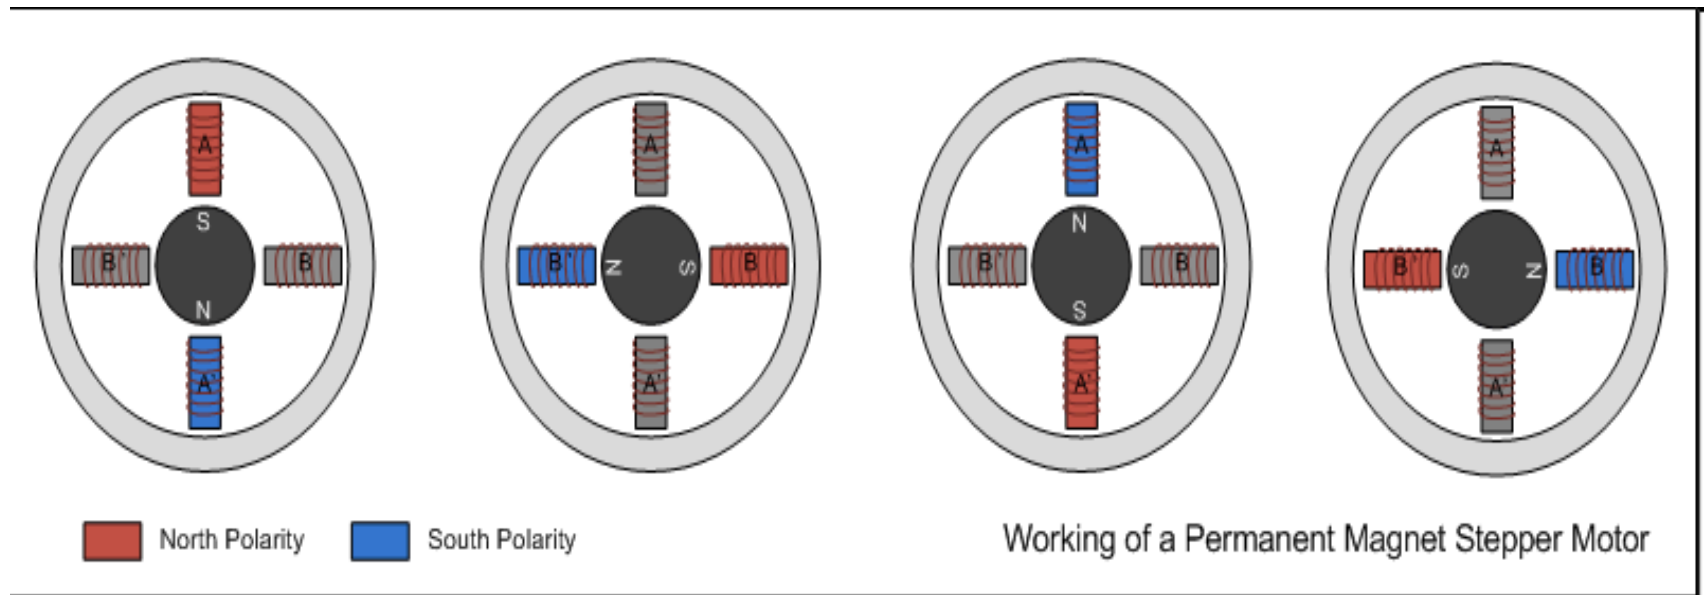 A
S
B' B
N
A'
A
B' N S B
A'
A
N
B' B
S
A'
A
B' S N B
A'
North Polarity South Polarity
Working of a Permanent Magnet Stepper Motor